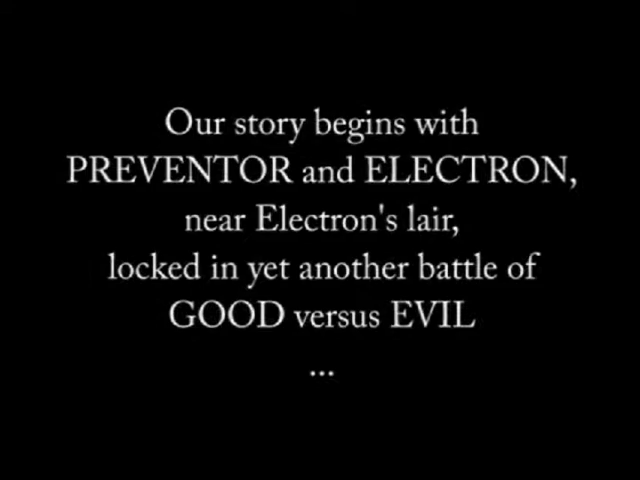 Our story begins with
PREVENTOR and ELECTRON,
near Electron's lair,
locked in yet another battle of
GOOD versus EVIL
...